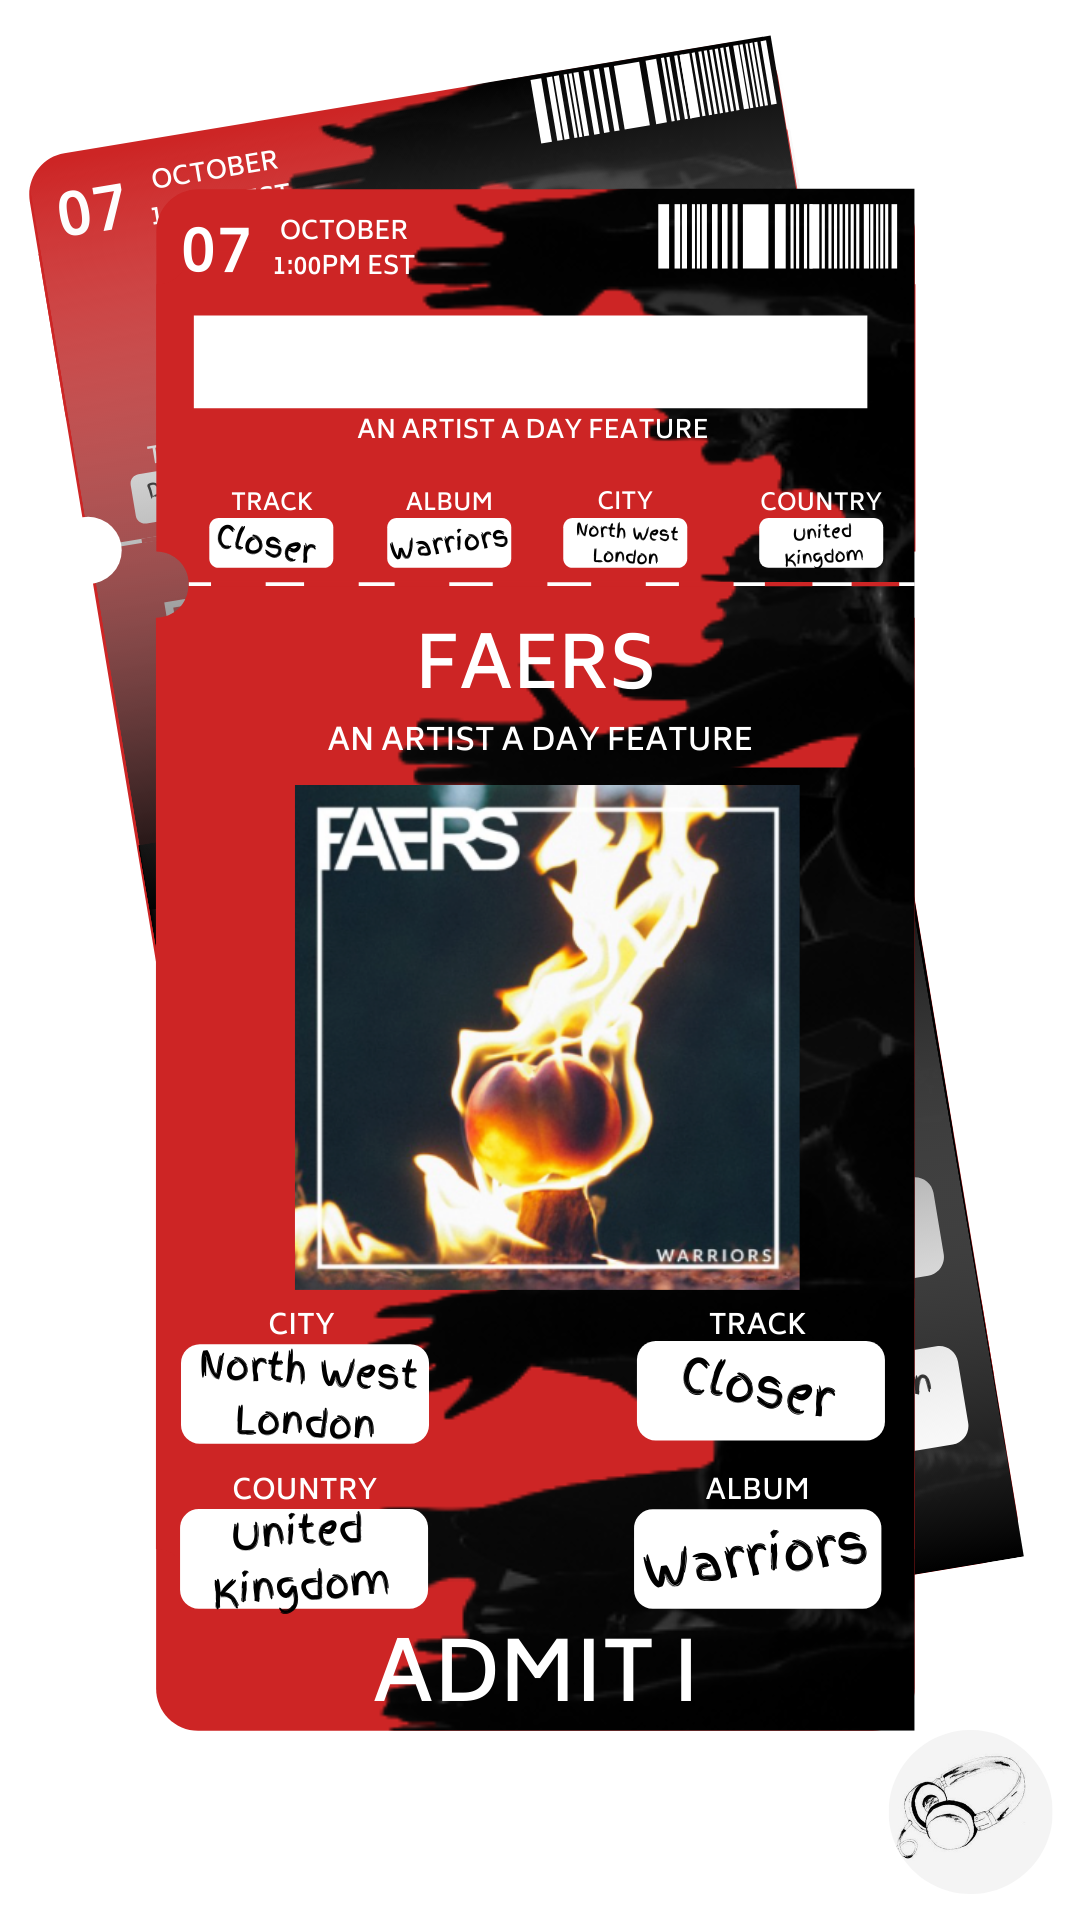 07
OCTOBER
07
OCTOBER
1:00PM EST
AN ARTIST A DAY FEATURE
TRACK
ALBUM
CITY
COUNTRY
Closer
Warriors
North West
London
United
Kingdom
FAERS
AN ARTIST A DAY FEATURE
FAERS
WARRIORS
CITY
TRACK
North West
London
Closer
COUNTRY
ALBUM
United
Kingdom
Warriors
ADMIT I